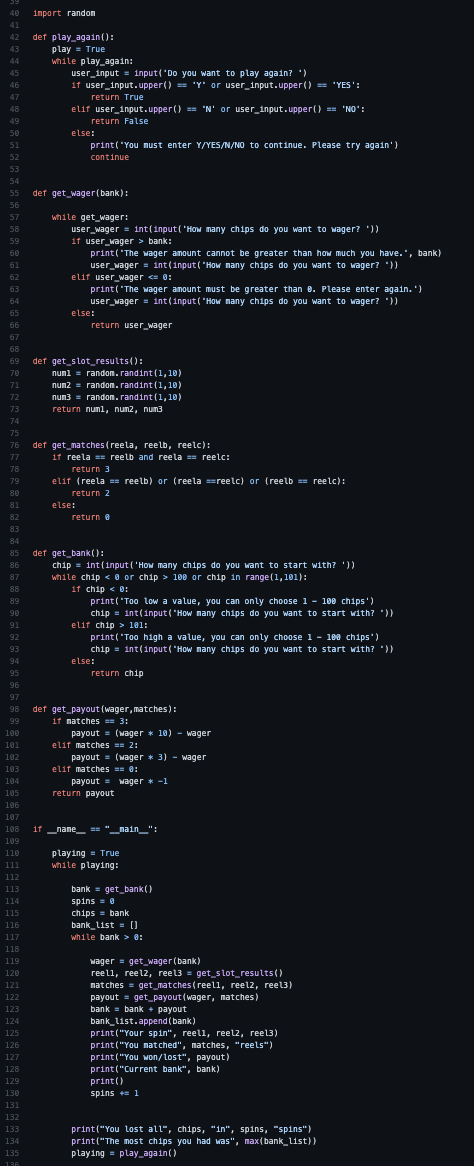 39
40 import random
41
42 def play_again():
43     play = True
44     while play_again:
45         user_input = input('Do you want to play again? ')
46         if user_input.upper() == 'Y' or user_input.upper() == 'YES':
47             return True
48         elif user_input.upper() == 'N' or user_input.upper() == 'NO':
49             return False
50         else:
51             print('You must enter Y/YES/N/NO to continue. Please try again')
52             continue
53
54
55 def get_wager(bank):
56
57     while get_wager:
58         user_wager = int(input('How many chips do you want to wager? '))
59         if user_wager > bank:
60             print('The wager amount cannot be greater than how much you have.', bank)
61             user_wager = int(input('How many chips do you want to wager? '))
62         elif user_wager <= 0:
63             print('The wager amount must be greater than 0. Please enter again.')
64             user_wager = int(input('How many chips do you want to wager? '))
65         else:
66             return user_wager
67
68
69 def get_slot_results():
70     num1 = random.randint(1,10)
71     num2 = random.randint(1,10)
72     num3 = random.randint(1,10)
73     return num1, num2, num3
74
75
76 def get_matches(reela, reelb, reelc):
77     if reela == reelb and reela == reelc:
78         return 3
79     elif (reela == reelb) or (reela ==reelc) or (reelb == reelc):
80         return 2
81     else:
82         return 0
83
84
85 def get_bank():
86     chip = int(input('How many chips do you want to start with? '))
87     while chip < 0 or chip > 100 or chip in range(1,101):
88         if chip < 0:
89             print('Too low a value, you can only choose 1 - 100 chips')
90             chip = int(input('How many chips do you want to start with? '))
91         elif chip > 101:
92             print('Too high a value, you can only choose 1 - 100 chips')
93             chip = int(input('How many chips do you want to start with? '))
94         else:
95             return chip
96
97
98 def get_payout(wager,matches):
99     if matches == 3:
100         payout = (wager * 10) - wager
101     elif matches == 2:
102         payout = (wager * 3) - wager
103     elif matches == 0:
104         payout =  wager * -1
105     return payout
106
107
108 if __name__ == "__main__":
109
110     playing = True
111     while playing:
112
113         bank = get_bank()
114         spins = 0
115         chips = bank
116         bank_list = []
117         while bank > 0:
118
119             wager = get_wager(bank)
120             reel1, reel2, reel3 = get_slot_results()
121             matches = get_matches(reel1, reel2, reel3)
122             payout = get_payout(wager, matches)
123             bank = bank + payout
124             bank_list.append(bank)
125             print("Your spin", reel1, reel2, reel3)
126             print("You matched", matches, "reels")
127             print("You won/lost", payout)
128             print("Current bank", bank)
129             print()
130             spins += 1
131
132
133         print("You lost all", chips, "in", spins, "spins")
134         print("The most chips you had was", max(bank_list))
135         playing = play_again()
136